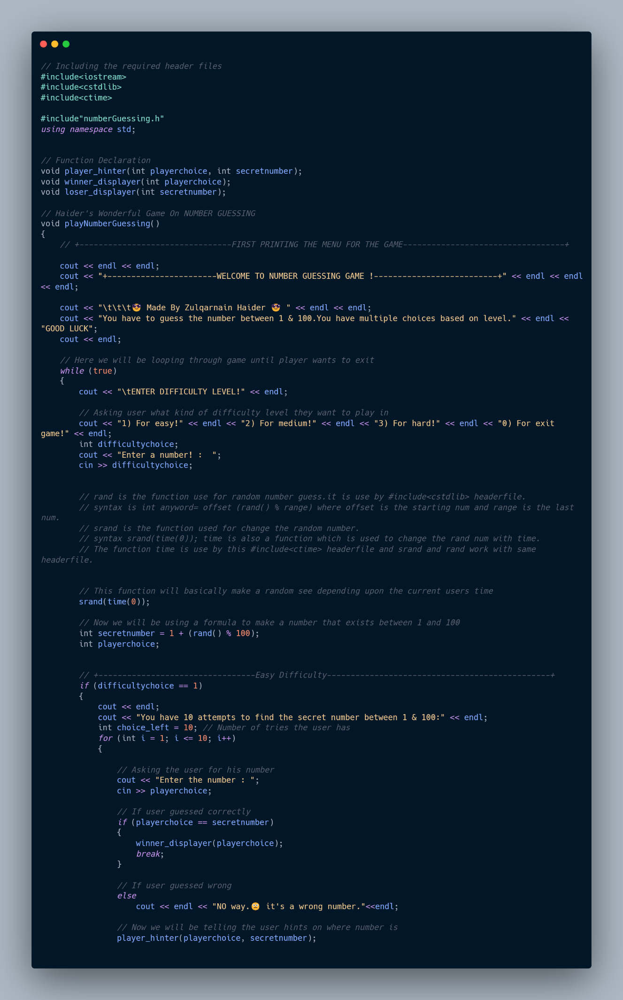 // Including the required header files
#include<iostream>
#include<cstdlib>
#include<ctime>

#include"numberGuessing.h"
using namespace std;


// Function Declaration
void player_hinter(int playerchoice, int secretnumber);
void winner_displayer(int playerchoice);
void loser_displayer(int secretnumber);

// Haider's Wonderful Game On NUMBER GUESSING
void playNumberGuessing()
{
    // +--------------------------------FIRST PRINTING THE MENU FOR THE GAME----------------------------------+

    cout << endl << endl;
    cout << "+-----------------------WELCOME TO NUMBER GUESSING GAME !--------------------------+" << endl << endl
<< endl;

    cout << "\t\t\t😎 Made By Zulqarnain Haider 😎 " << endl << endl;
    cout << "You have to guess the number between 1 & 100.You have multiple choices based on level." << endl <<
"GOOD LUCK";
    cout << endl;

    // Here we will be looping through game until player wants to exit
    while (true)
    {
        cout << "\tENTER DIFFICULTY LEVEL!" << endl;

        // Asking user what kind of difficulty level they want to play in
        cout << "1) For easy!" << endl << "2) For medium!" << endl << "3) For hard!" << endl << "0) For exit
game!" << endl;
        int difficultychoice;
        cout << "Enter a number! :  ";
        cin >> difficultychoice;


        // rand is the function use for random number guess.it is use by #include<cstdlib> headerfile.
        // syntax is int anyword= offset (rand() % range) where offset is the starting num and range is the last
num.
        // srand is the function used for change the random number.
        // syntax srand(time(0)); time is also a function which is used to change the rand num with time.
        // The function time is use by this #include<ctime> headerfile and srand and rand work with same
headerfile.


        // This function will basically make a random see depending upon the current users time
        srand(time(0));

        // Now we will be using a formula to make a number that exists between 1 and 100
        int secretnumber = 1 + (rand() % 100);
        int playerchoice;


        // +---------------------------------Easy Difficulty-----------------------------------------------+
        if (difficultychoice == 1)
        {
            cout << endl;
            cout << "You have 10 attempts to find the secret number between 1 & 100:" << endl;
            int choice_left = 10; // Number of tries the user has
            for (int i = 1; i <= 10; i++)
            {

                // Asking the user for his number
                cout << "Enter the number : ";
                cin >> playerchoice;

                // If user guessed correctly
                if (playerchoice == secretnumber)
                {
                    winner_displayer(playerchoice);
                    break;
                }

                // If user guessed wrong
                else
                    cout << endl << "NO way.😳 it's a wrong number."<<endl;

                // Now we will be telling the user hints on where number is
                player_hinter(playerchoice, secretnumber);